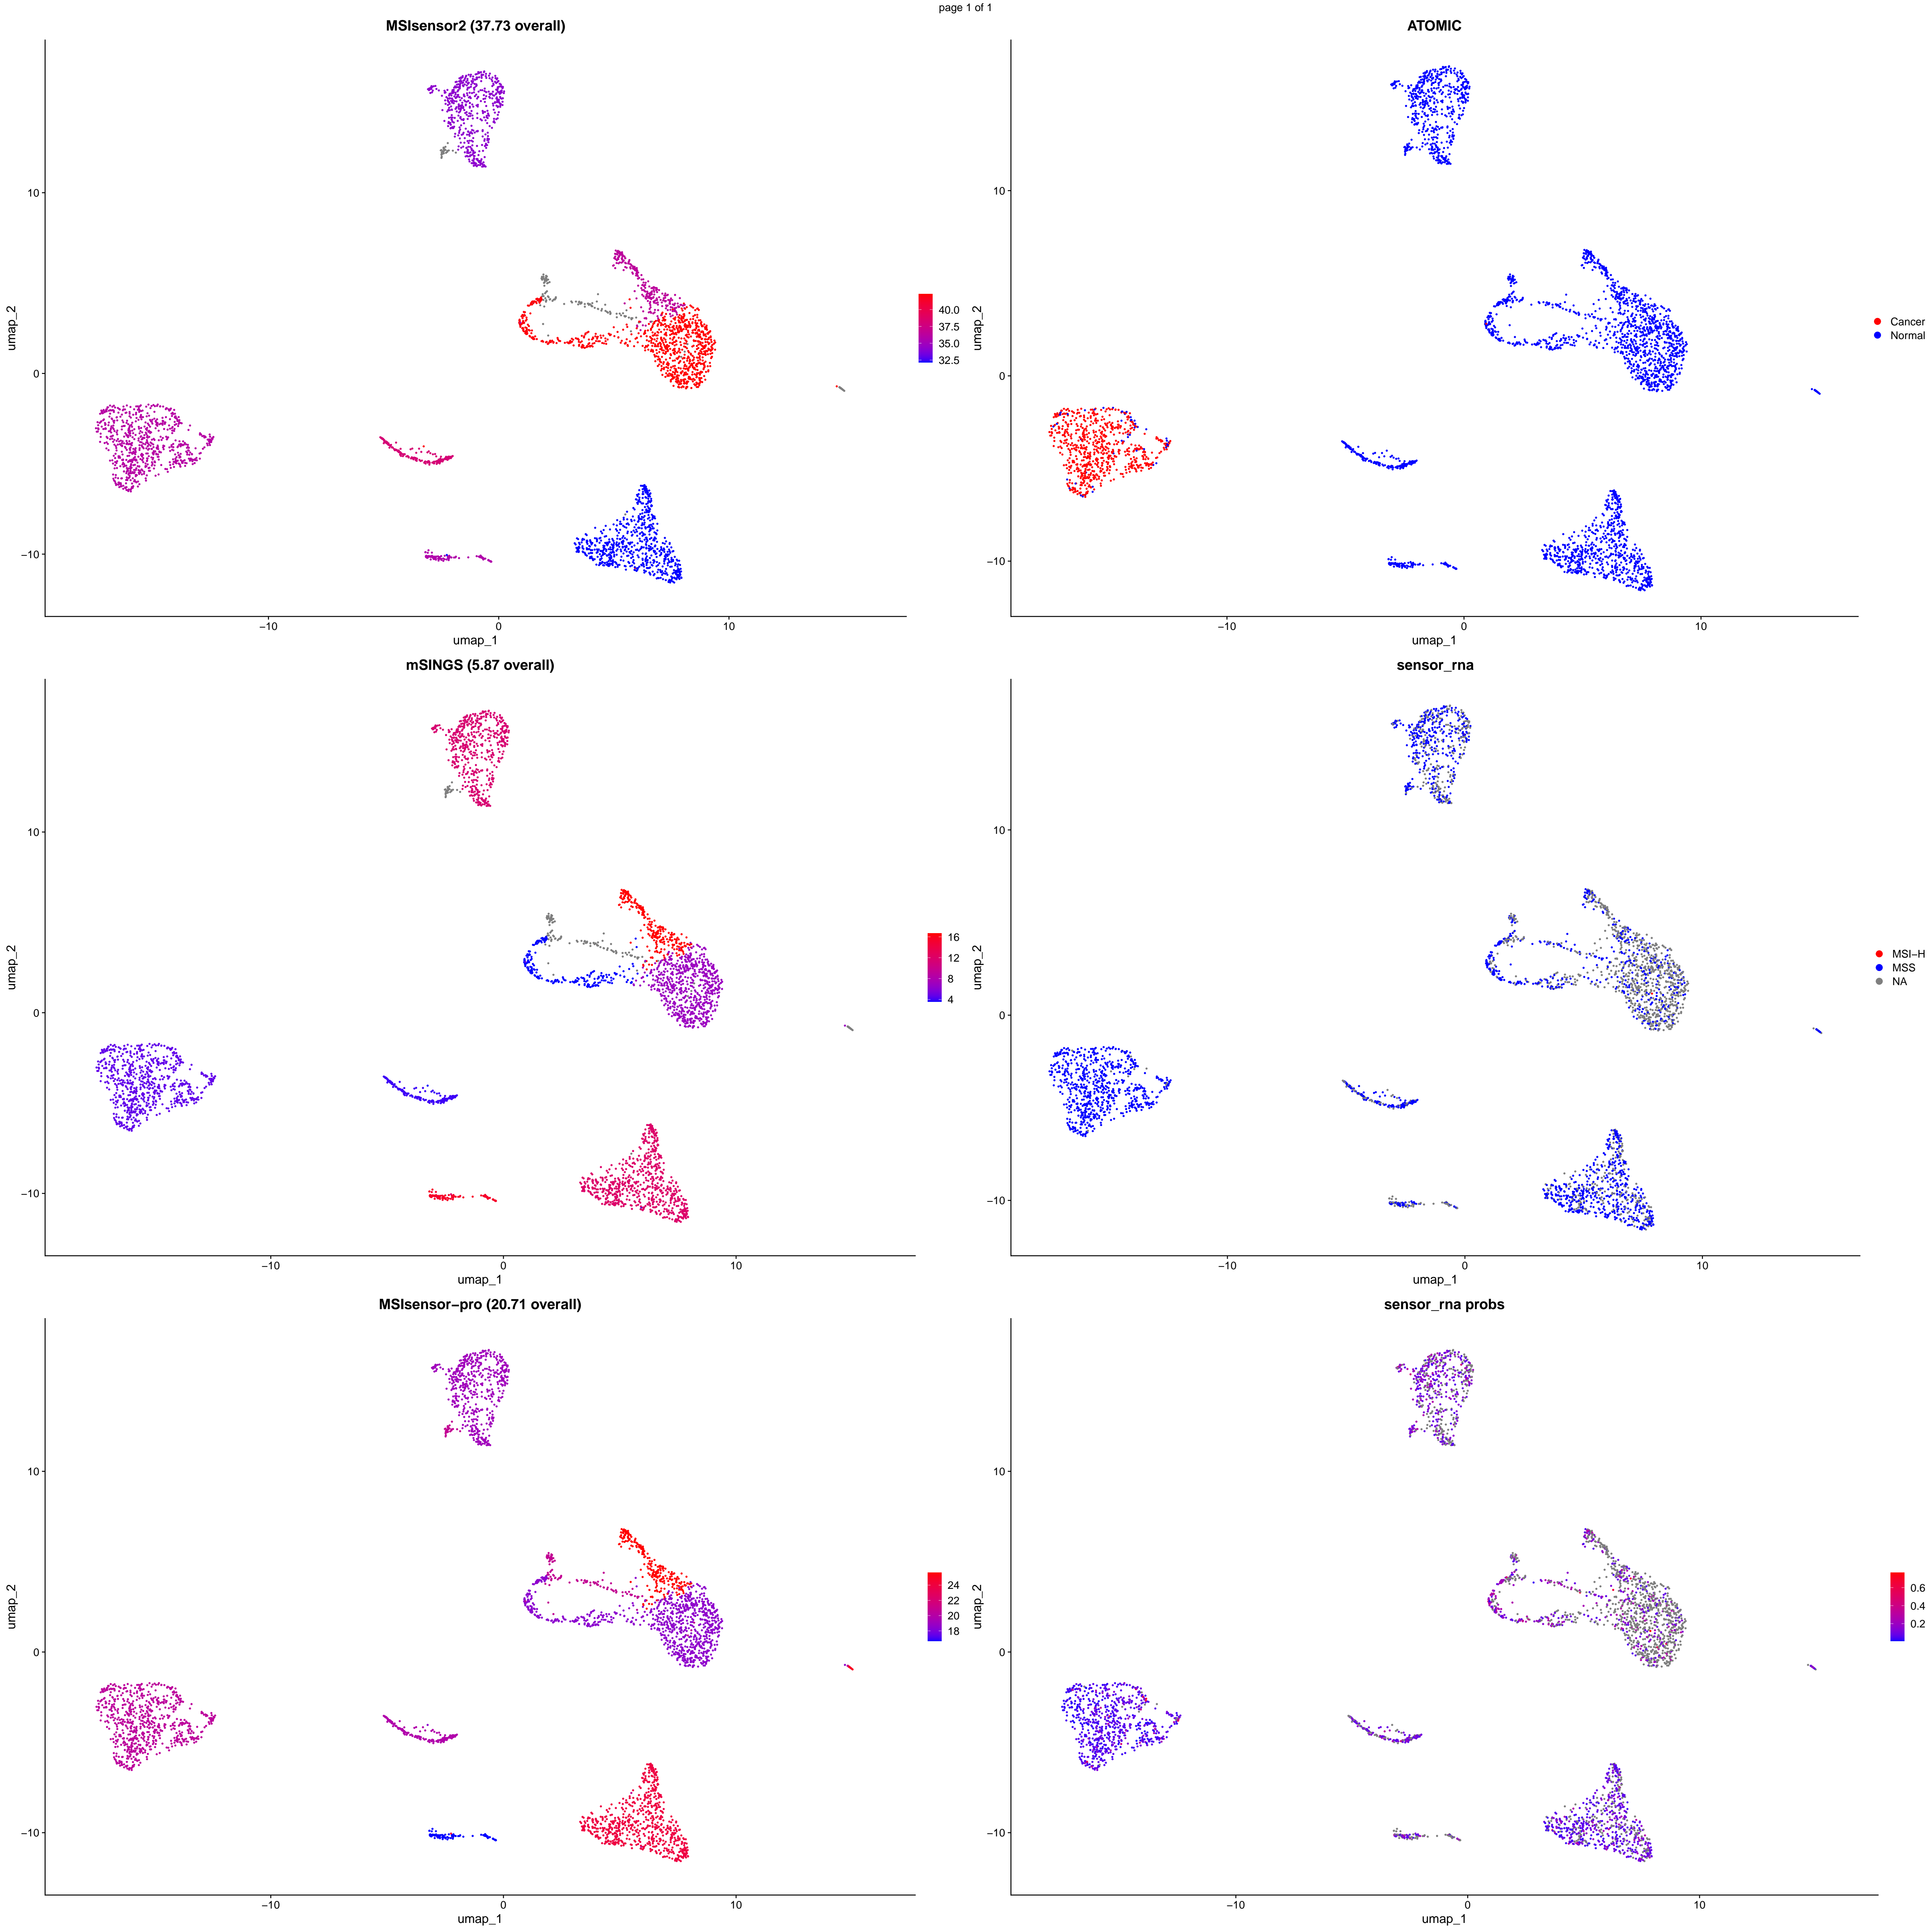 page 1 of 1
MSIsensor2 (37.73 overall)
umap_2
10
0
−10
−10
0
10
umap_1
40.0
37.5
35.0
32.5
ATOMIC
umap_2
10
0
−10
−10
0
10
umap_1
Cancer
Normal
mSINGS (5.87 overall)
umap_2
10
0
−10
−10
0
10
umap_1
16
12
8
4
sensor_rna
umap_2
10
0
−10
−10
0
10
umap_1
MSI−H
MSS
NA
MSIsensor−pro (20.71 overall)
umap_2
10
0
−10
−10
0
10
umap_1
24
22
20
18
sensor_rna probs
umap_2
10
0
−10
−10
0
10
umap_1
0.6
0.4
0.2